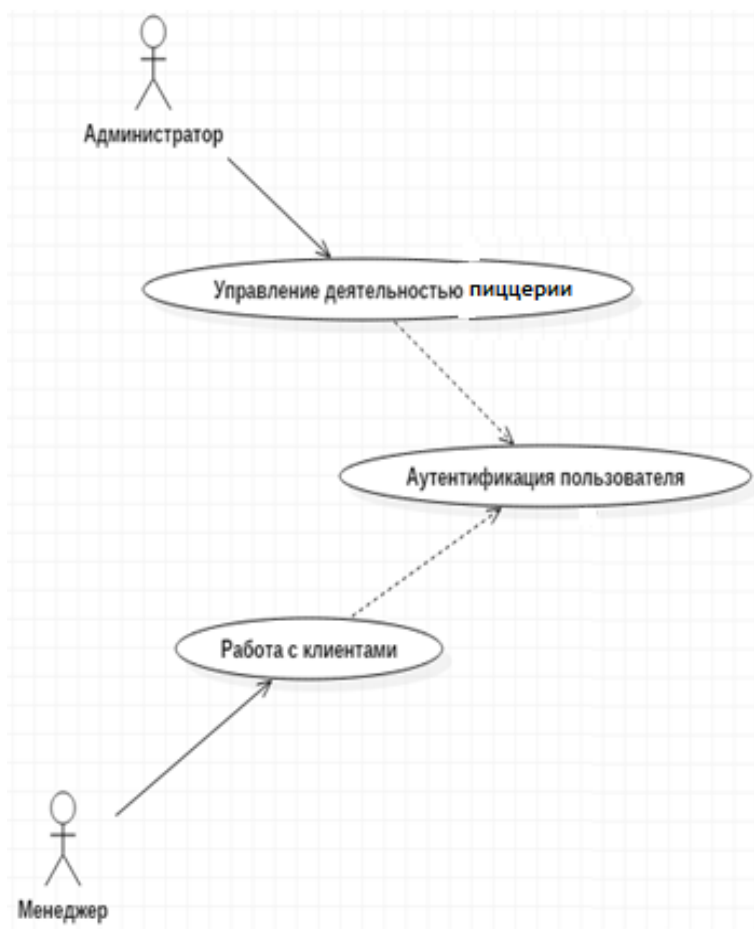 Администратор
Управление деятельностью пиццерии
Аутентификация пользователя
Работа с клиентами
Менеджер